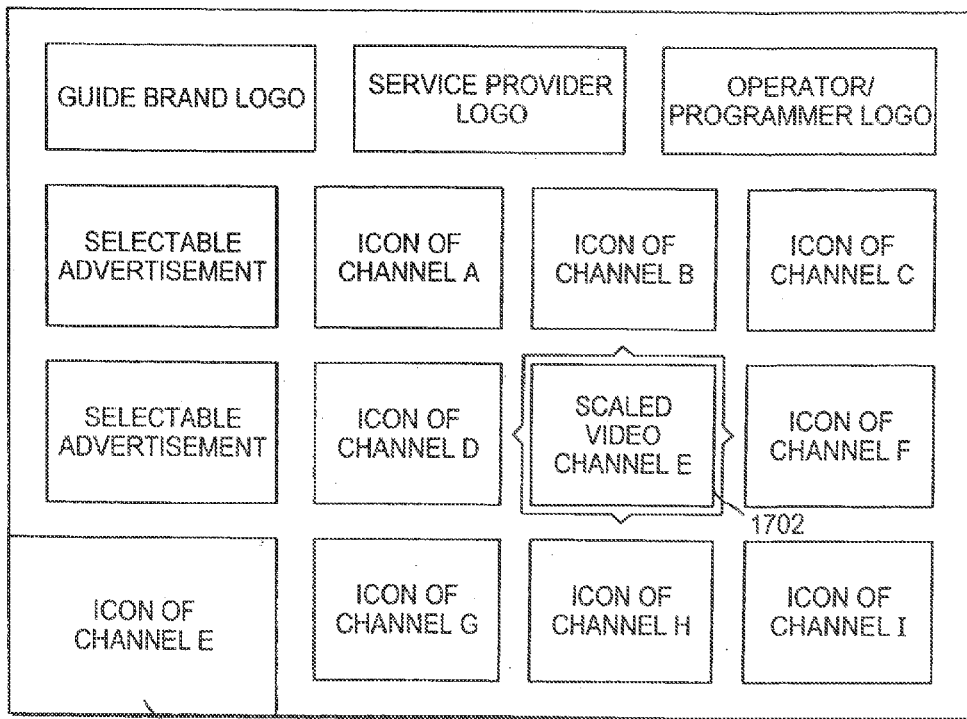 GUIDE BRAND LOGO
SERVICE PROVIDER
LOGO
OPERATOR/
PROGRAMMER LOGO
SELECTABLE
ADVERTISEMENT
ICON OF
CHANNEL A
ICON OF
CHANNEL B
ICON OF
CHANNEL C
SELECTABLE
ADVERTISEMENT
ICON OF
CHANNEL D
SCALED
VIDEO
CHANNEL E
ICON OF
CHANNEL F
1702
ICON OF
CHANNEL E
ICON OF
CHANNEL G
ICON OF
CHANNEL H
ICON OF
CHANNEL I